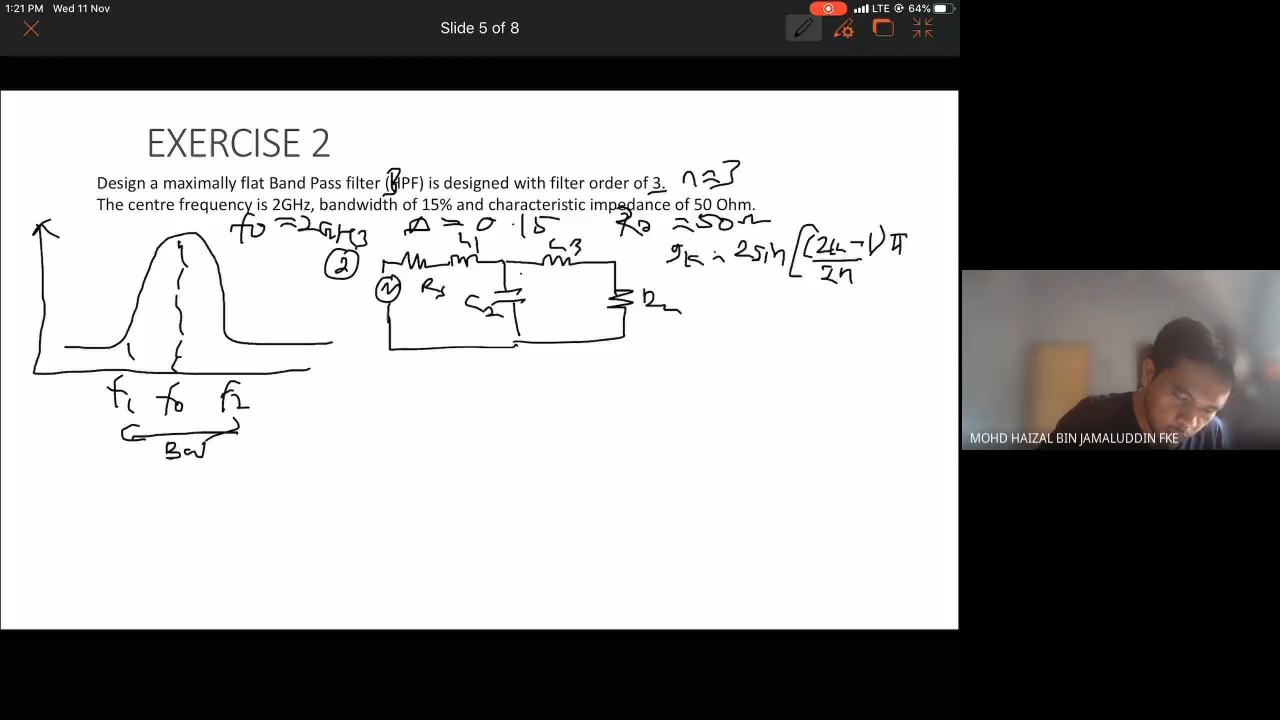 1:21 PM Wed 11 Nov
LTE 64%
Slide 5 of 8
EXERCISE 2
Design a maximally flat Band Pass filter (BPF) is designed with filter order of 3. n = 3
The centre frequency is 2GHz, bandwidth of 15% and characteristic impedance of 50 Ohm.
f0 = 2GHz Δ = 0.15 = 50Ω
gk = 2 sin [(2k-1)π
2n
2
L1 L3
Rs C2
f1 f0 f2
BW
MOHD HAIZAL BIN JAMALUDDIN FKE